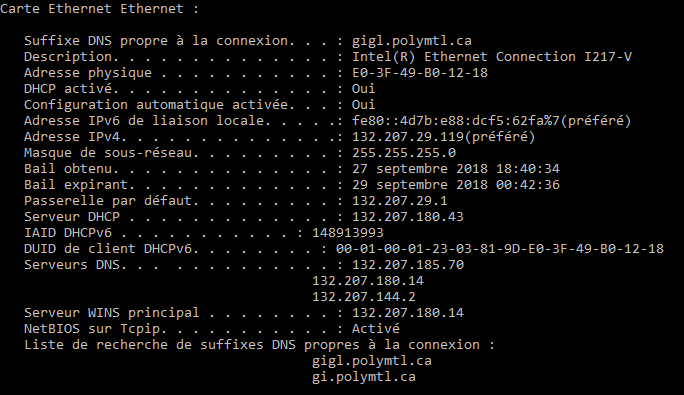 Carte Ethernet Ethernet :
Suffixe DNS propre à la connexion. . . : gigl.polymtl.ca
Description. . . . . . . . . . . . . . : Intel(R) Ethernet Connection I217-V
Adresse physique . . . . . . . . . . . : E0-3F-49-B0-12-18
DHCP activé. . . . . . . . . . . . . . : Oui
Configuration automatique activée. . . : Oui
Adresse IPv6 de liaison locale. . . . .: fe80::4d7b:e88:dcf5:62fa%7(préféré)
Adresse IPv4. . . . . . . . . . . . . .: 132.207.29.119(préféré)
Masque de sous-réseau. . . . . . . . . : 255.255.255.0
Bail obtenu. . . . . . . . . . . . . . : 27 septembre 2018 18:40:34
Bail expirant. . . . . . . . . . . . . : 29 septembre 2018 00:42:36
Passerelle par défaut. . . . . . . . . : 132.207.29.1
Serveur DHCP . . . . . . . . . . . . . : 132.207.180.43
IAID DHCPv6 . . . . . . . . . . . : 148913993
DUID de client DHCPv6. . . . . . . . : 00-01-00-01-23-03-81-9D-E0-3F-49-B0-12-18
Serveurs DNS. . . . . . . . . . . . . : 132.207.185.70
132.207.180.14
132.207.144.2
Serveur WINS principal . . . . . . . . : 132.207.180.14
NetBIOS sur Tcpip. . . . . . . . . . . : Activé
Liste de recherche de suffixes DNS propres à la connexion :
gigl.polymtl.ca
gi.polymtl.ca